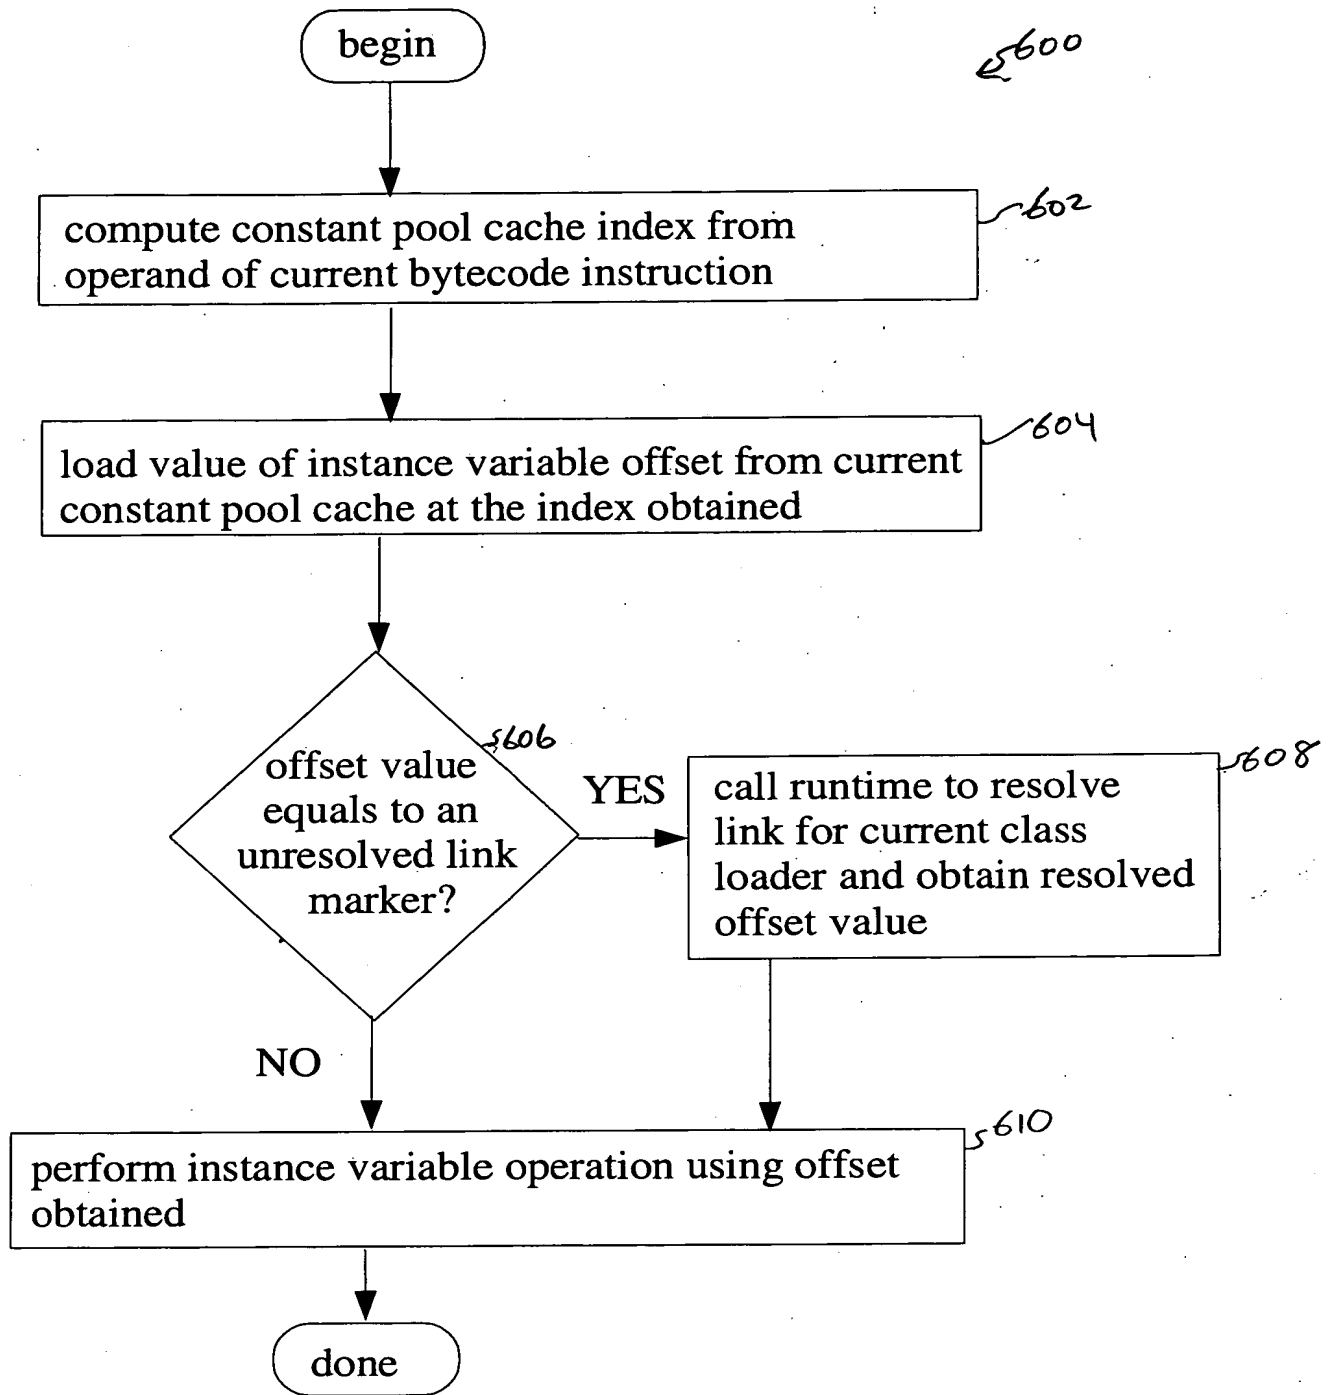 begin
600
compute constant pool cache index from
operand of current bytecode instruction
602
load value of instance variable offset from current
constant pool cache at the index obtained
604
offset value
equals to an
unresolved link
marker?
606
YES
call runtime to resolve
link for current class
loader and obtain resolved
offset value
608
NO
perform instance variable operation using offset
obtained
610
done